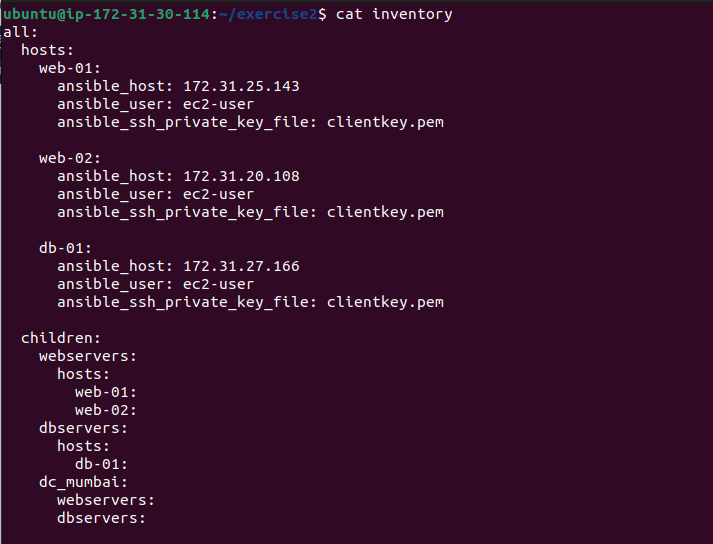 ubuntu@ip-172-31-30-114:~/exercise2$ cat inventory
all:
  hosts:
    web-01:
      ansible_host: 172.31.25.143
      ansible_user: ec2-user
      ansible_ssh_private_key_file: clientkey.pem

    web-02:
      ansible_host: 172.31.20.108
      ansible_user: ec2-user
      ansible_ssh_private_key_file: clientkey.pem

    db-01:
      ansible_host: 172.31.27.166
      ansible_user: ec2-user
      ansible_ssh_private_key_file: clientkey.pem

  children:
    webservers:
      hosts:
        web-01:
        web-02:
    dbservers:
      hosts:
        db-01:
    dc_mumbai:
      webservers:
      dbservers: